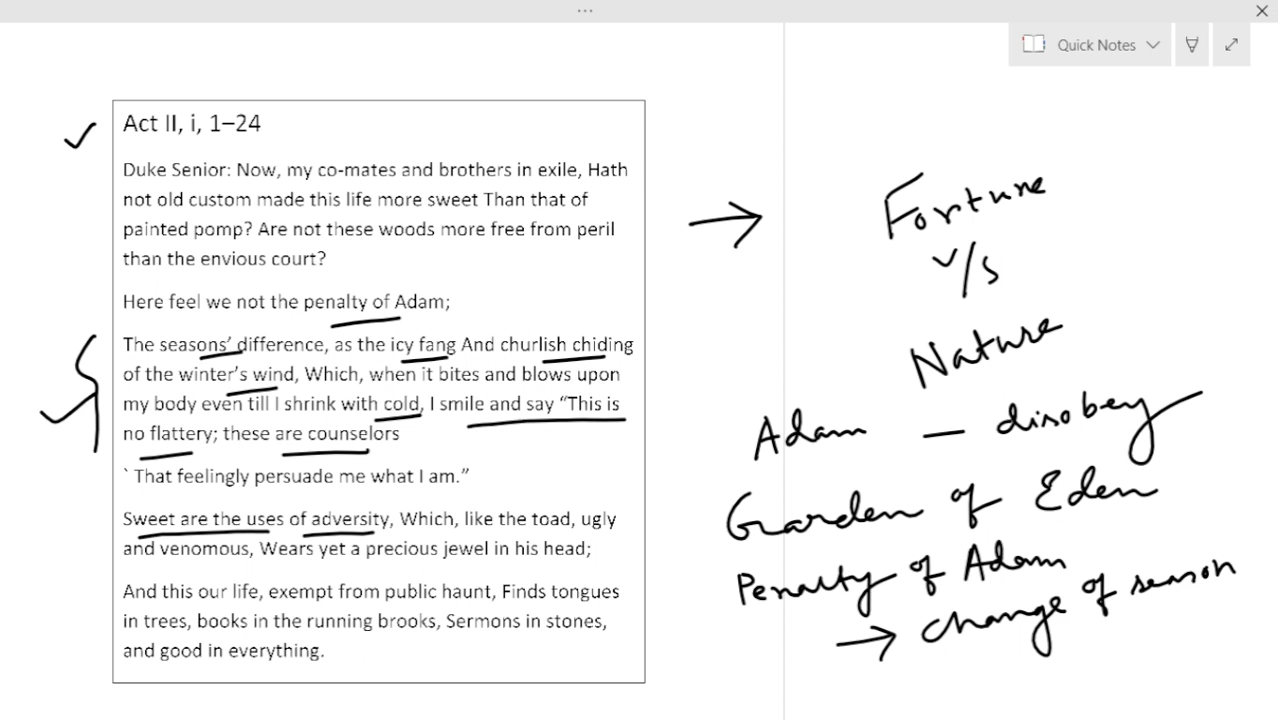 Quick Notes
Act II, i, 1–24
Duke Senior: Now, my co-mates and brothers in exile, Hath
not old custom made this life more sweet Than that of
painted pomp? Are not these woods more free from peril
than the envious court?
Here feel we not the penalty of Adam;
The seasons’ difference, as the icy fang And churlish chiding
of the winter’s wind, Which, when it bites and blows upon
my body even till I shrink with cold, I smile and say “This is
no flattery; these are counselors
` That feelingly persuade me what I am.”
Sweet are the uses of adversity, Which, like the toad, ugly
and venomous, Wears yet a precious jewel in his head;
And this our life, exempt from public haunt, Finds tongues
in trees, books in the running brooks, Sermons in stones,
and good in everything.
→ Fortune
v/s
Nature
Adam — disobey
Garden of Eden
Penalty of Adam
→ change of season